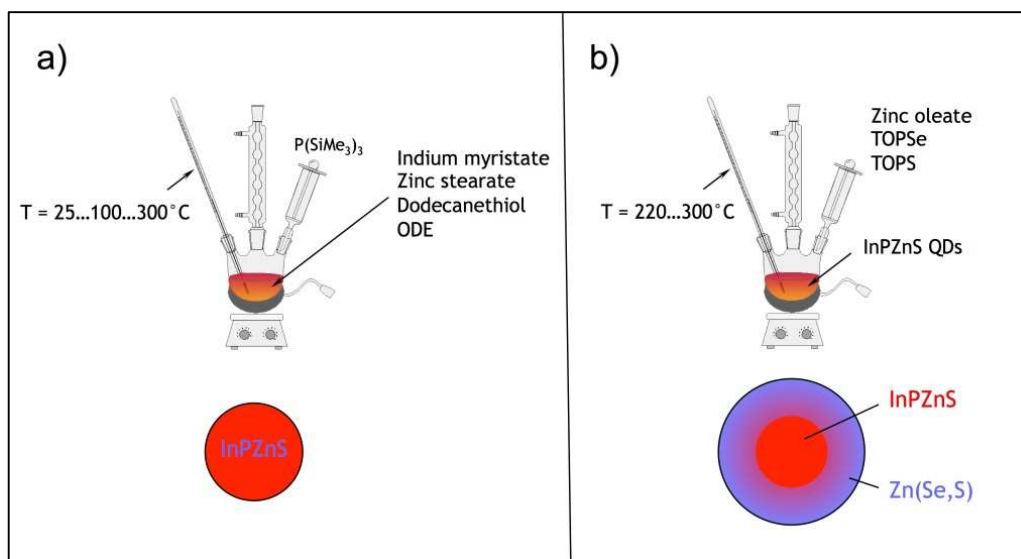 a)
P(SiMe₃)₃
T = 25...100...300°C
Indium myristate
Zinc stearate
Dodecanethiol
ODE
InPZnS
b)
Zinc oleate
TOPSe
TOPS
T = 220...300°C
InPZnS QDs
InPZnS
Zn(Se,S)